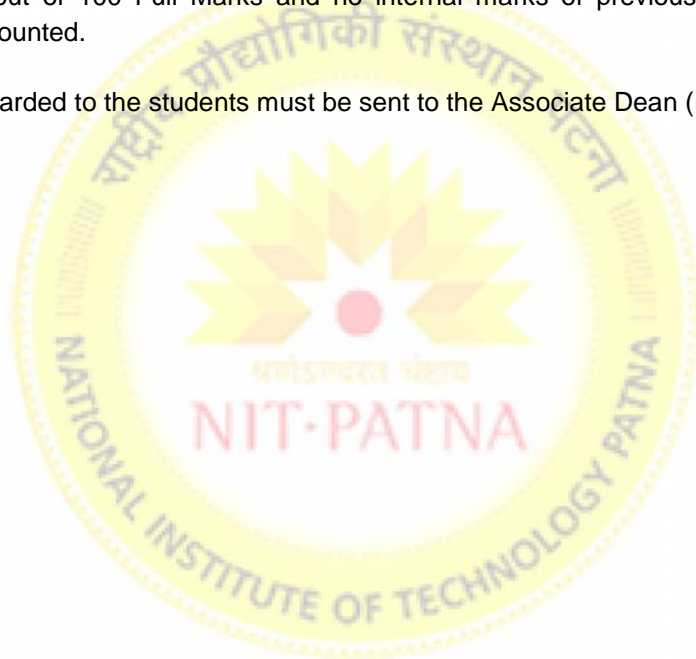 out of 100 Full Marks and no internal marks of previous
ounted.
arded to the students must be sent to the Associate Dean (
राष्ट्रीय प्रौद्योगिकी संस्थान पटना
NIT-PATNA
NATIONAL INSTITUTE OF TECHNOLOGY PATNA